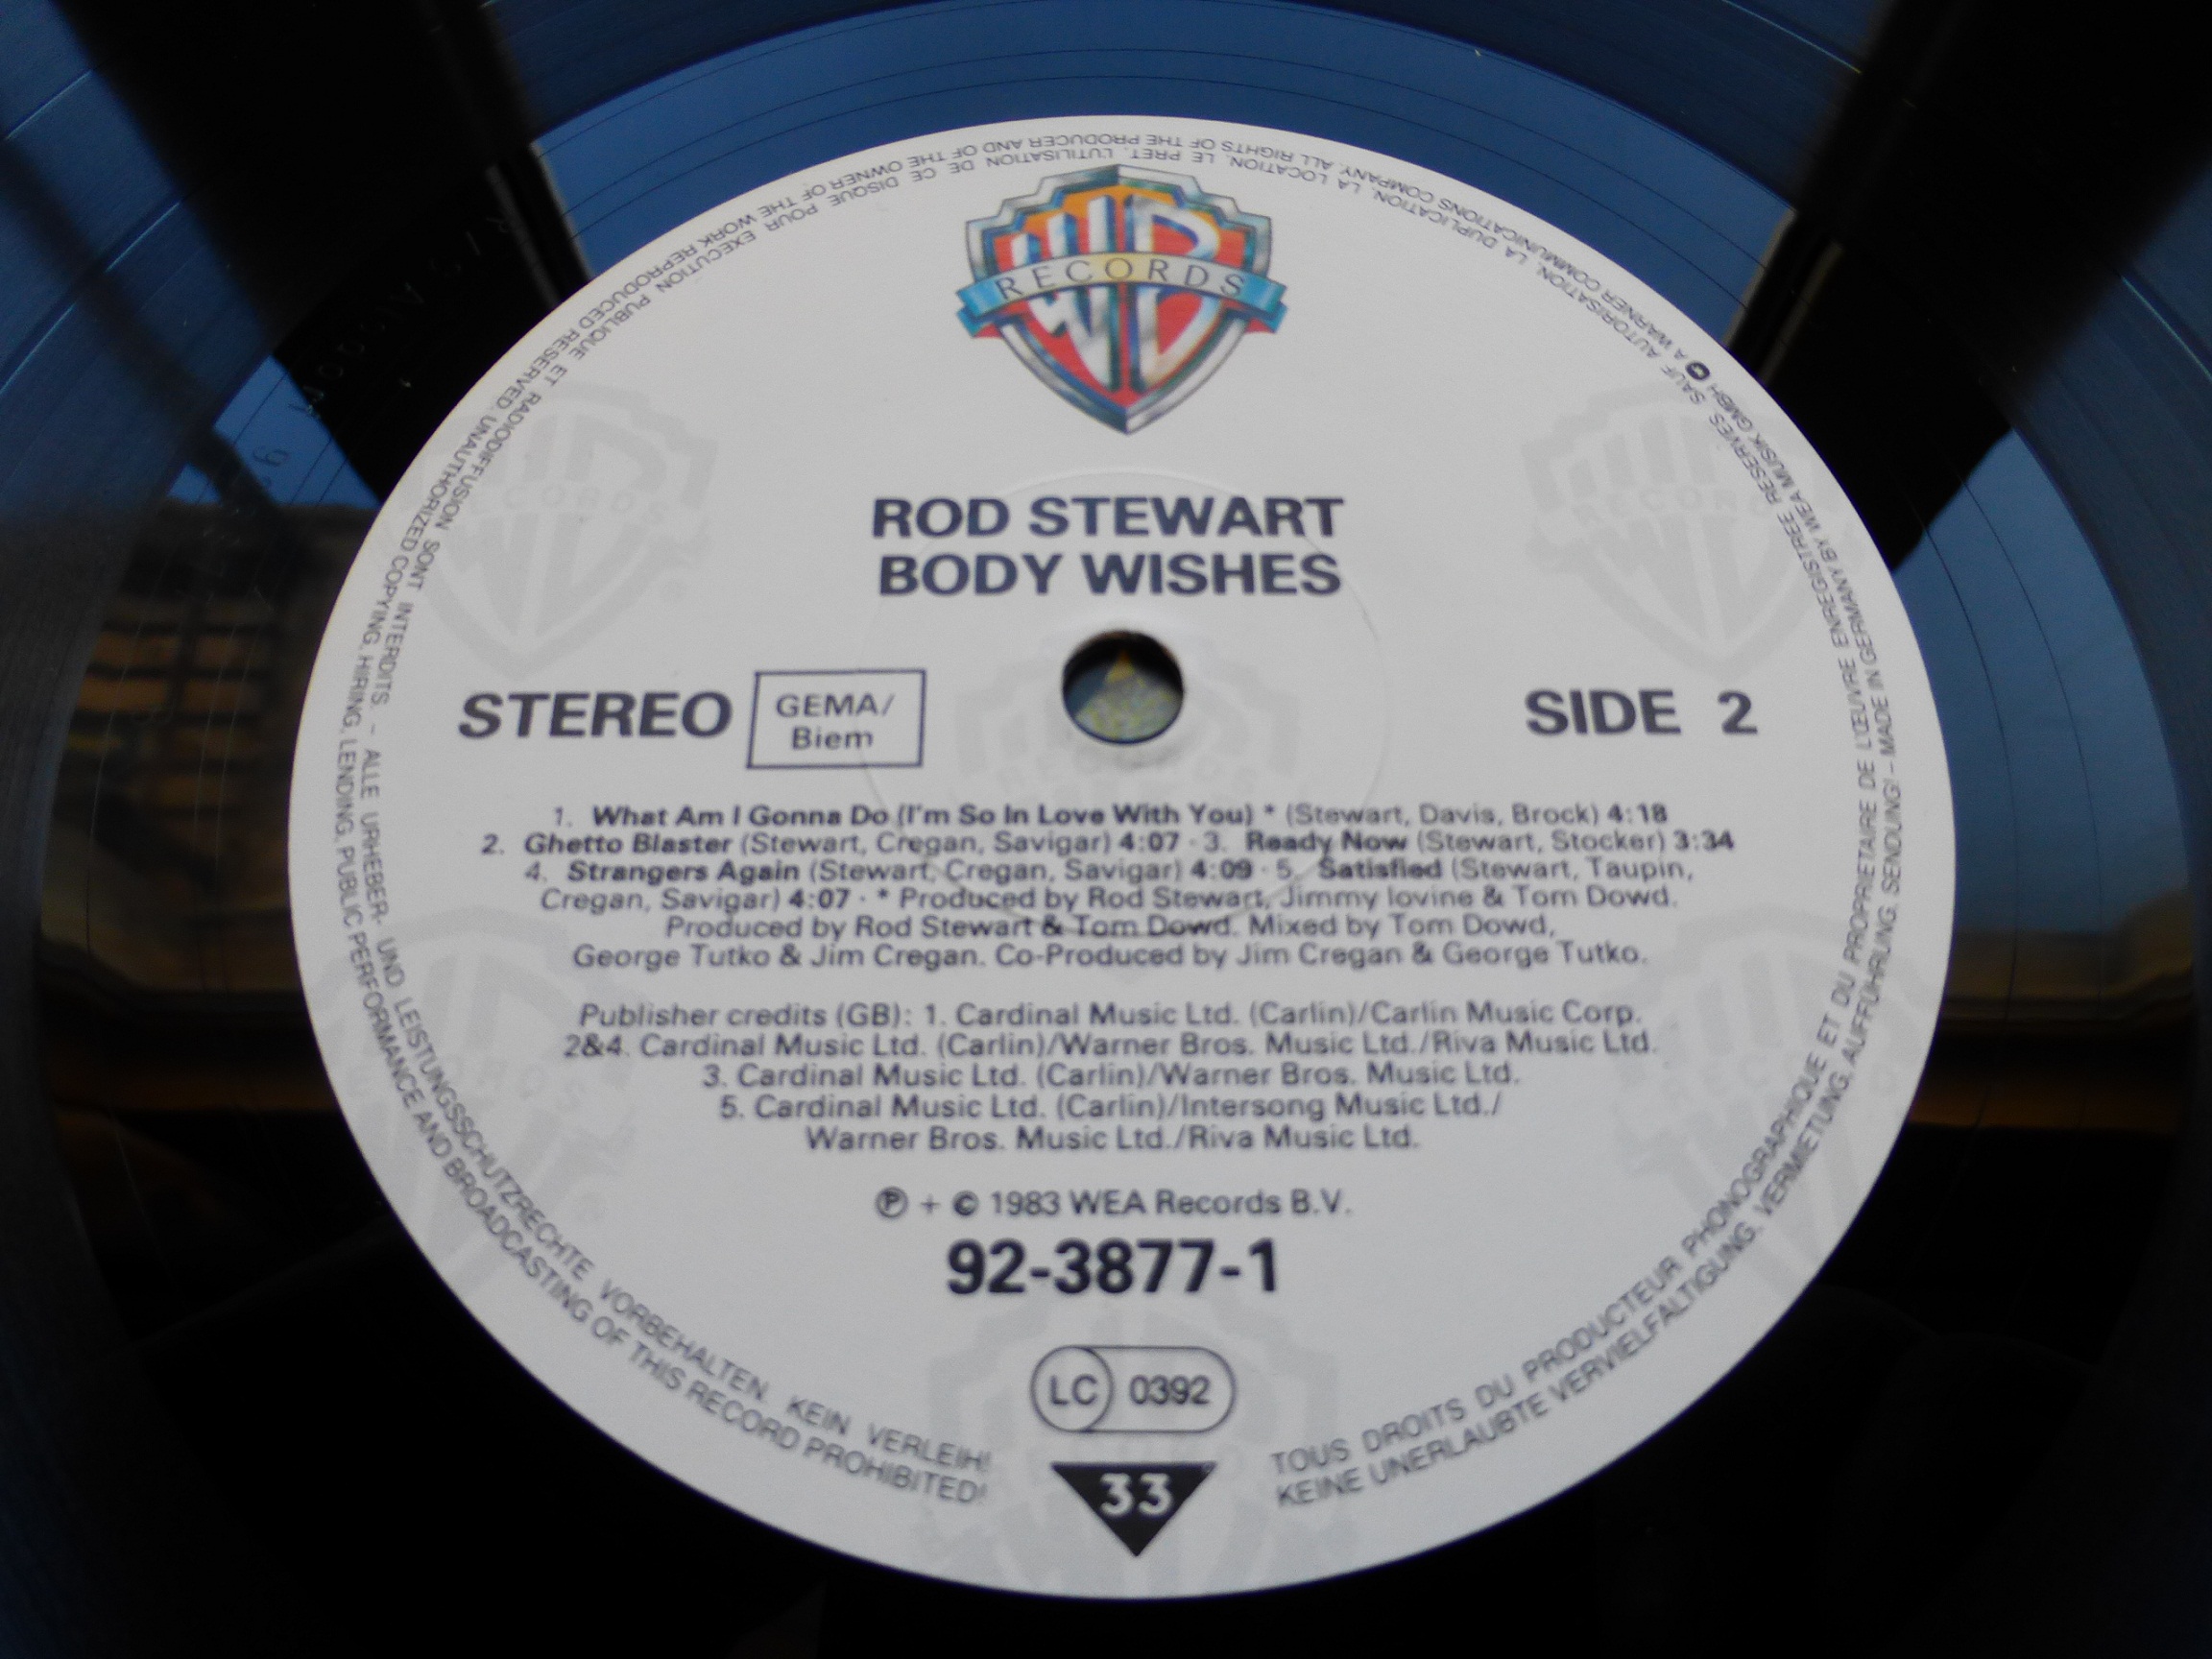 RECORDS
ROD STEWART
BODY WISHES
STEREO
GEMA/
Biem
SIDE 2
1. What Am I Gonna Do (I'm So In Love With You) * (Stewart, Davis, Brock) 4:18
2. Ghetto Blaster (Stewart, Cregan, Savigar) 4:07 · 3. Ready Now (Stewart, Stocker) 3:34
4. Strangers Again (Stewart, Cregan, Savigar) 4:09 · 5. Satisfied (Stewart, Taupin,
Cregan, Savigar) 4:07 · * Produced by Rod Stewart, Jimmy Iovine & Tom Dowd.
Produced by Rod Stewart & Tom Dowd. Mixed by Tom Dowd,
George Tutko & Jim Cregan. Co-Produced by Jim Cregan & George Tutko.
Publisher credits (GB): 1. Cardinal Music Ltd. (Carlin)/Carlin Music Corp.
2&4. Cardinal Music Ltd. (Carlin)/Warner Bros. Music Ltd./Riva Music Ltd.
3. Cardinal Music Ltd. (Carlin)/Warner Bros. Music Ltd.
5. Cardinal Music Ltd. (Carlin)/Intersong Music Ltd./
Warner Bros. Music Ltd./Riva Music Ltd.
℗ + © 1983 WEA Records B.V.
92-3877-1
LC 0392
33
TOUS DROITS DU PRODUCTEUR PHONOGRAPHIQUE ET DU PROPRIETAIRE DE L'ŒUVRE ENREGISTREE RESERVES. SAUF AUTORISATION, LA DUPLICATION, LA LOCATION, LE PRET, L'UTILISATION DE CE DISQUE POUR EXECUTION PUBLIQUE ET RADIODIFFUSION SONT INTERDITS. – ALLE URHEBER- UND LEISTUNGSSCHUTZRECHTE VORBEHALTEN. KEIN VERLEIH!
KEINE UNERLAUBTE VERVIELFÄLTIGUNG, VERMIETUNG, AUFFÜHRUNG, SENDUNG! – MADE IN GERMANY BY WEA MUSIK GMBH A WARNER COMMUNICATIONS COMPANY. ALL RIGHTS OF THE PRODUCER AND OF THE OWNER OF THE WORK REPRODUCED RESERVED. UNAUTHORIZED COPYING, HIRING, LENDING, PUBLIC PERFORMANCE AND BROADCASTING OF THIS RECORD PROHIBITED!